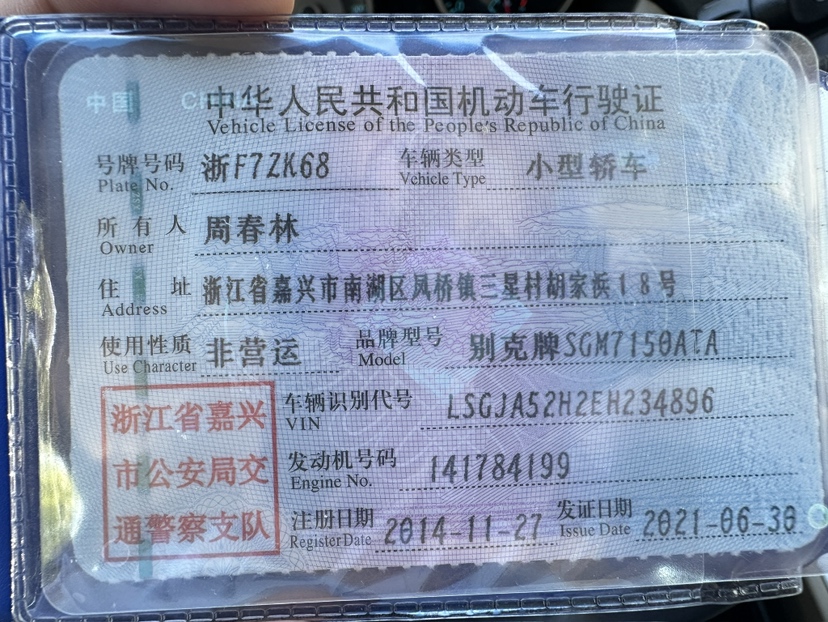 中国 CHINA
中华人民共和国机动车行驶证
Vehicle License of the People's Republic of China
号牌号码 Plate No. 浙F7ZK68 车辆类型 Vehicle Type 小型轿车
所有人 Owner 周春林
住址 Address 浙江省嘉兴市南湖区凤桥镇三星村胡家浜18号
使用性质 Use Character 非营运 品牌型号 Model 别克牌SGM7150ATA
浙江省嘉兴
市公安局交
通警察支队
车辆识别代号 VIN LSGJA52H2EH234896
发动机号码 Engine No. 141784199
注册日期 Register Date 2014-11-27 发证日期 Issue Date 2021-06-30